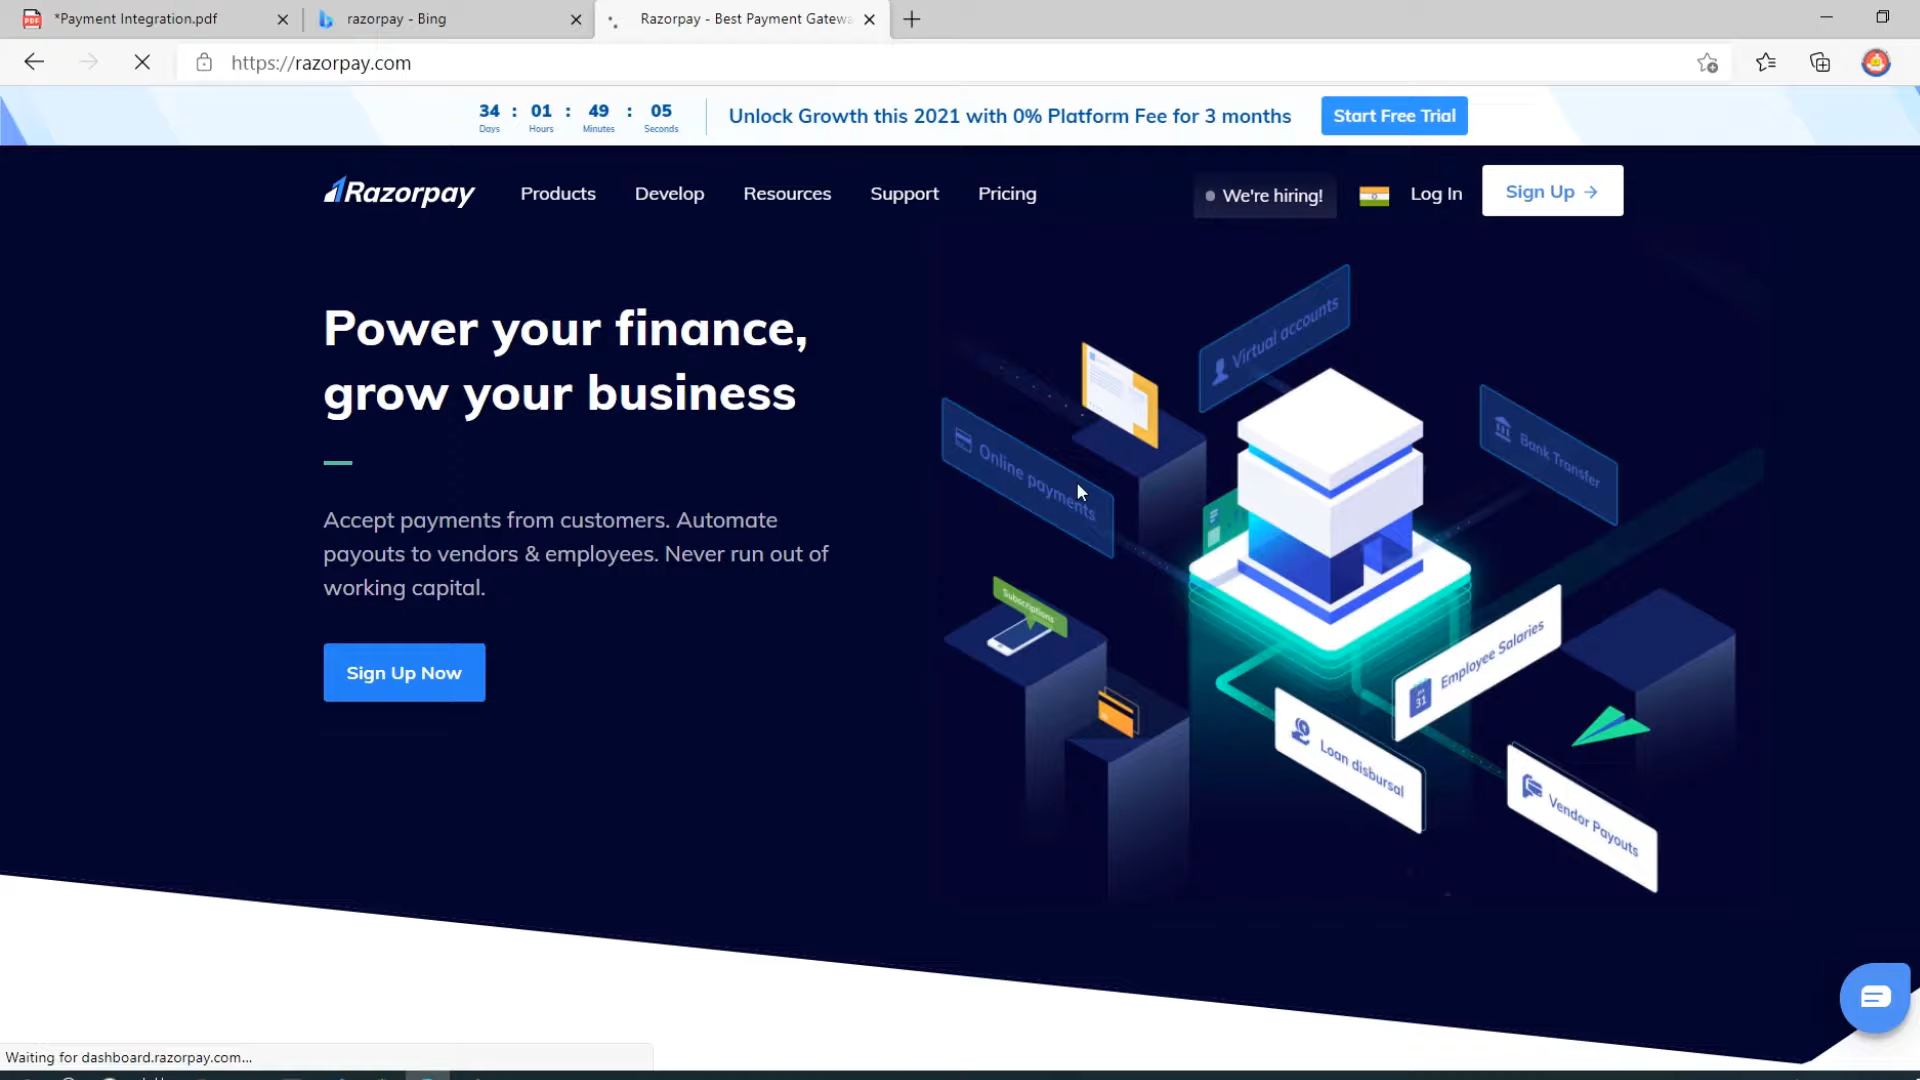 *Payment Integration.pdf
razorpay - Bing
Razorpay - Best Payment Gatewa
https://razorpay.com
34 : 01 : 49 : 05
Days Hours Minutes Seconds
Unlock Growth this 2021 with 0% Platform Fee for 3 months
Start Free Trial
Razorpay
Products
Develop
Resources
Support
Pricing
We're hiring!
Log In
Sign Up →
Power your finance,
grow your business
Accept payments from customers. Automate
payouts to vendors & employees. Never run out of
working capital.
Sign Up Now
Virtual accounts
Online payments
Bank Transfer
Subscriptions
Employee Salaries
31
Loan disbursal
Vendor Payouts
Waiting for dashboard.razorpay.com...